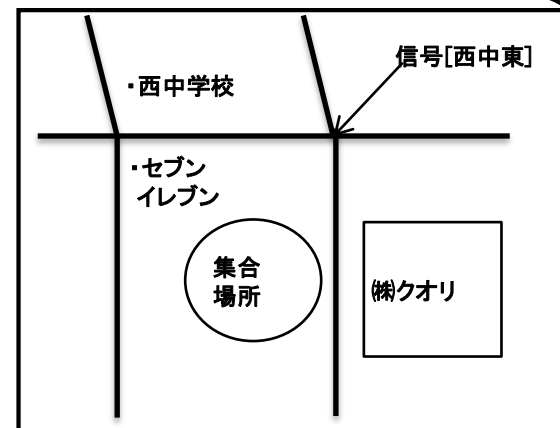 信号[西中東]
・西中学校
・セブン
イレブン
集合
場所
㈱クオリ